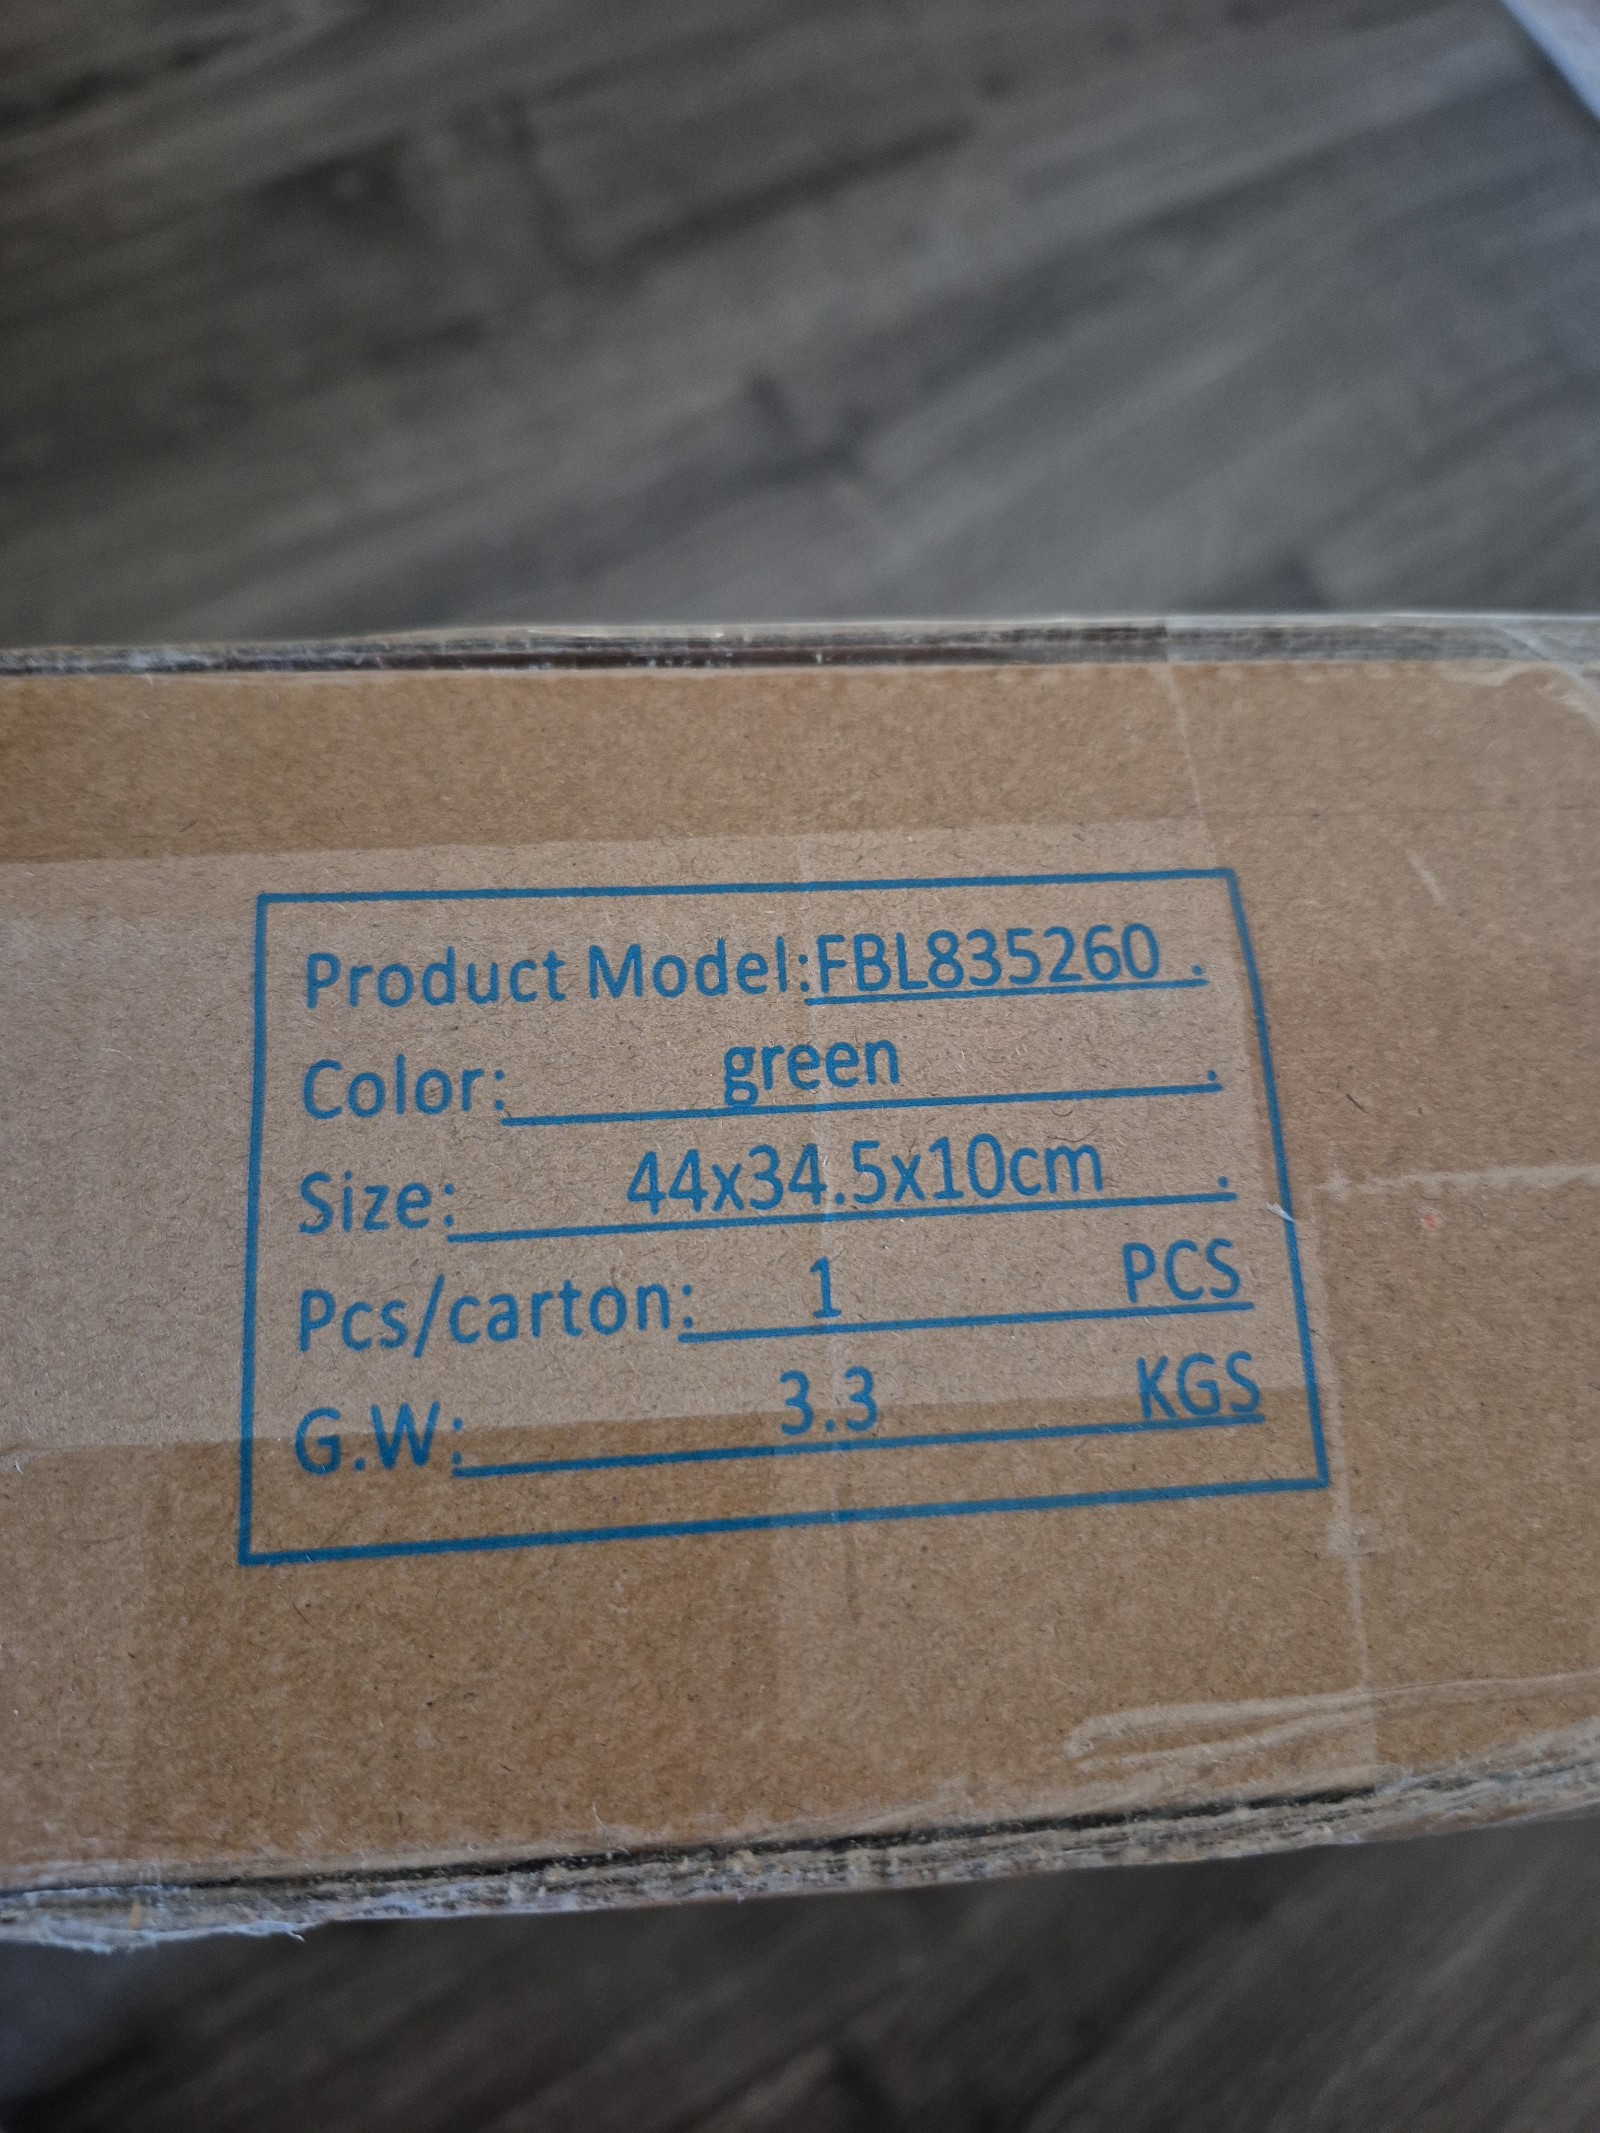 Product Model:FBL835260 .
Color: green .
Size: 44x34.5x10cm .
Pcs/carton: 1 PCS
G.W: 3.3 KGS